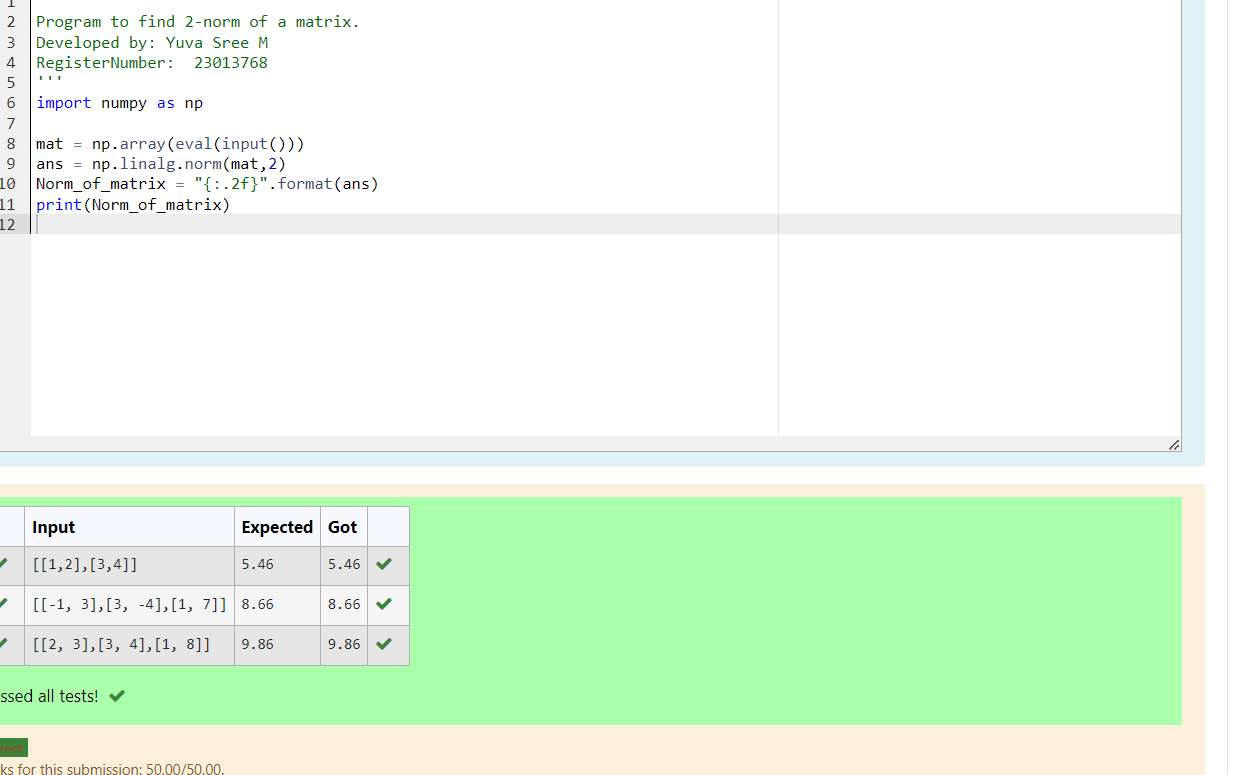 1
2 Program to find 2-norm of a matrix.
3 Developed by: Yuva Sree M
4 RegisterNumber:  23013768
5 '''
6 import numpy as np
7
8 mat = np.array(eval(input()))
9 ans = np.linalg.norm(mat,2)
10 Norm_of_matrix = "{:.2f}".format(ans)
11 print(Norm_of_matrix)
12
Input Expected Got
[[1,2],[3,4]] 5.46 5.46
[[-1, 3],[3, -4],[1, 7]] 8.66 8.66
[[2, 3],[3, 4],[1, 8]] 9.86 9.86
ssed all tests!
rect
ks for this submission: 50.00/50.00.